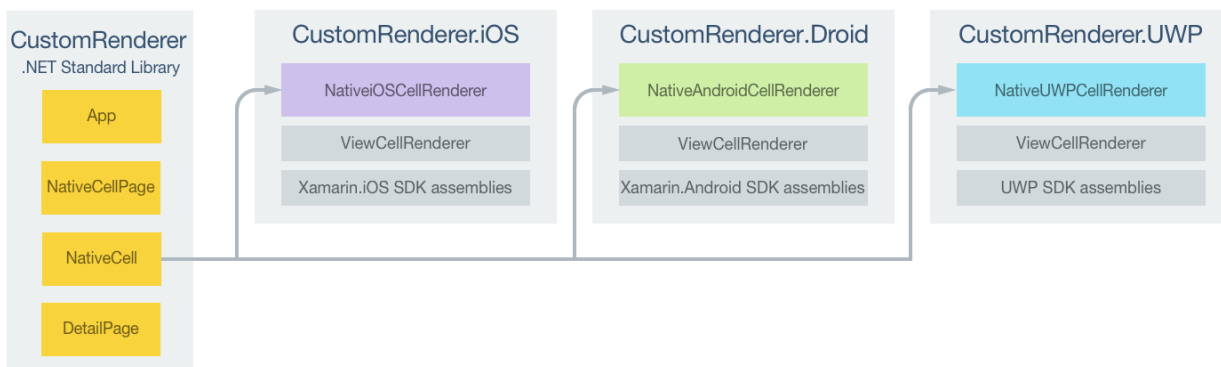 CustomRenderer
.NET Standard Library
App
NativeCellPage
NativeCell
DetailPage
CustomRenderer.iOS
NativeiOSCellRenderer
ViewCellRenderer
Xamarin.iOS SDK assemblies
CustomRenderer.Droid
NativeAndroidCellRenderer
ViewCellRenderer
Xamarin.Android SDK assemblies
CustomRenderer.UWP
NativeUWPCellRenderer
ViewCellRenderer
UWP SDK assemblies